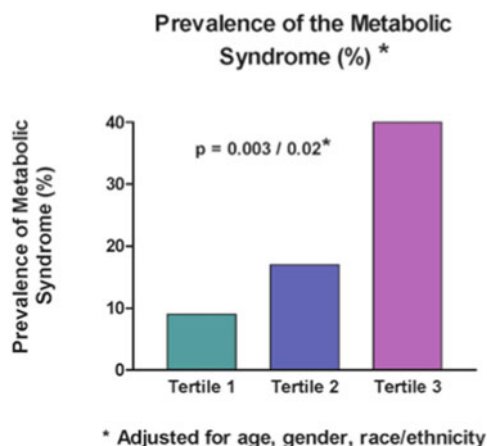 Prevalence of the Metabolic
Syndrome (%) *
Prevalence of Metabolic
Syndrome (%)
40
30
20
10
0
p = 0.003 / 0.02*
Tertile 1 Tertile 2 Tertile 3
* Adjusted for age, gender, race/ethnicity